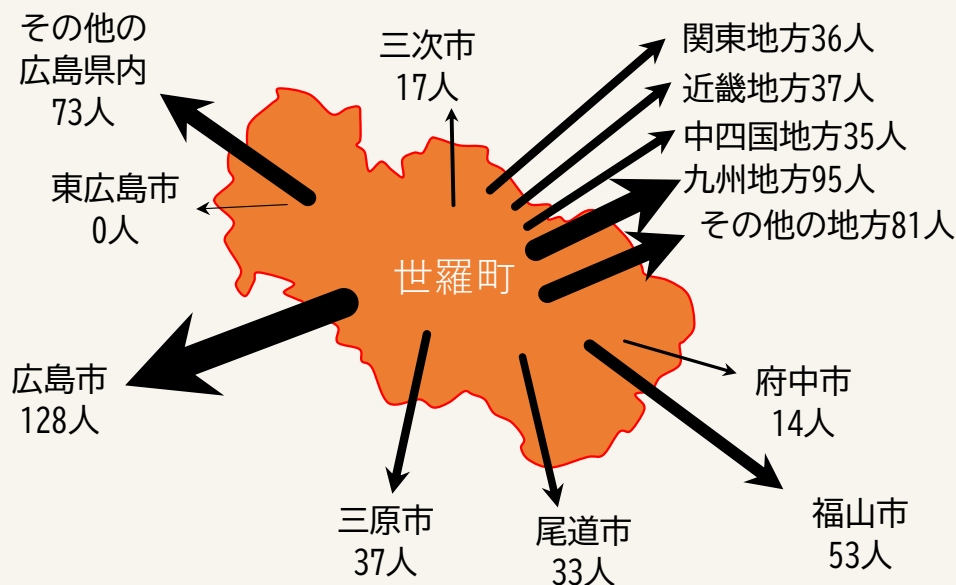 その他の
広島県内
73人
三次市
17人
関東地方36人
近畿地方37人
中四国地方35人
九州地方95人
その他の地方81人
東広島市
0人
世羅町
広島市
128人
府中市
14人
三原市
37人
尾道市
33人
福山市
53人